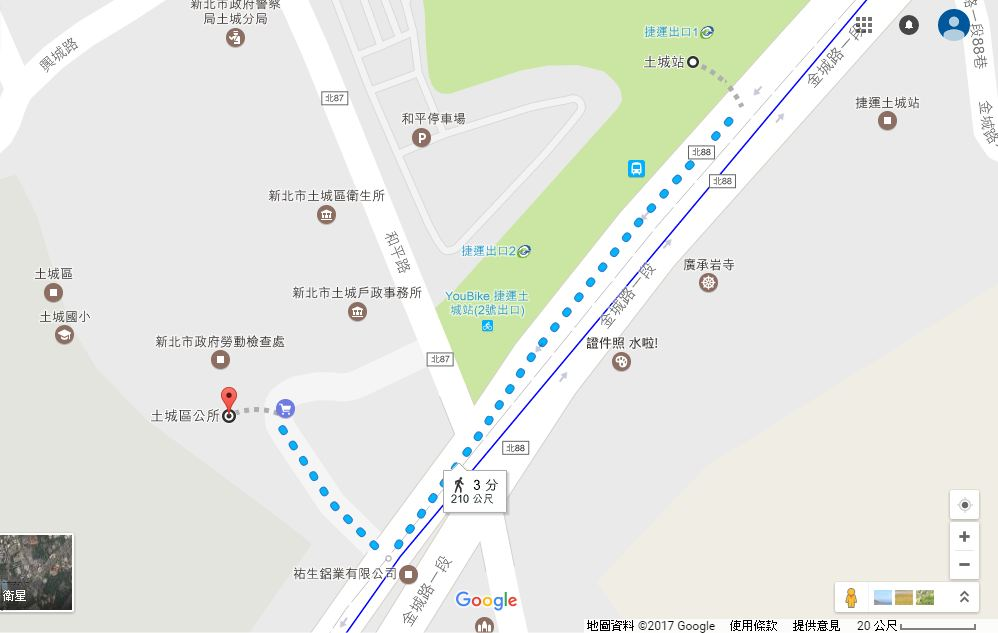 新北市政府警察
局土城分局
興城路
北87
和平停車場
P
捷運出口1
土城站
金城路一段
路一段88巷
捷運土城站
金城路
北88
北88
新北市土城區衛生所
和平路
捷運出口2
廣承岩寺
土城區
新北市土城戶政事務所
YouBike 捷運土
城站(2號出口)
金城路一段
土城國小
新北市政府勞動檢查處
證件照 水啦!
北87
土城區公所
北88
3 分
210 公尺
祐生鋁業有限公司
金城路一段
衛星
Google
地圖資料 ©2017 Google
使用條款
提供意見
20 公尺